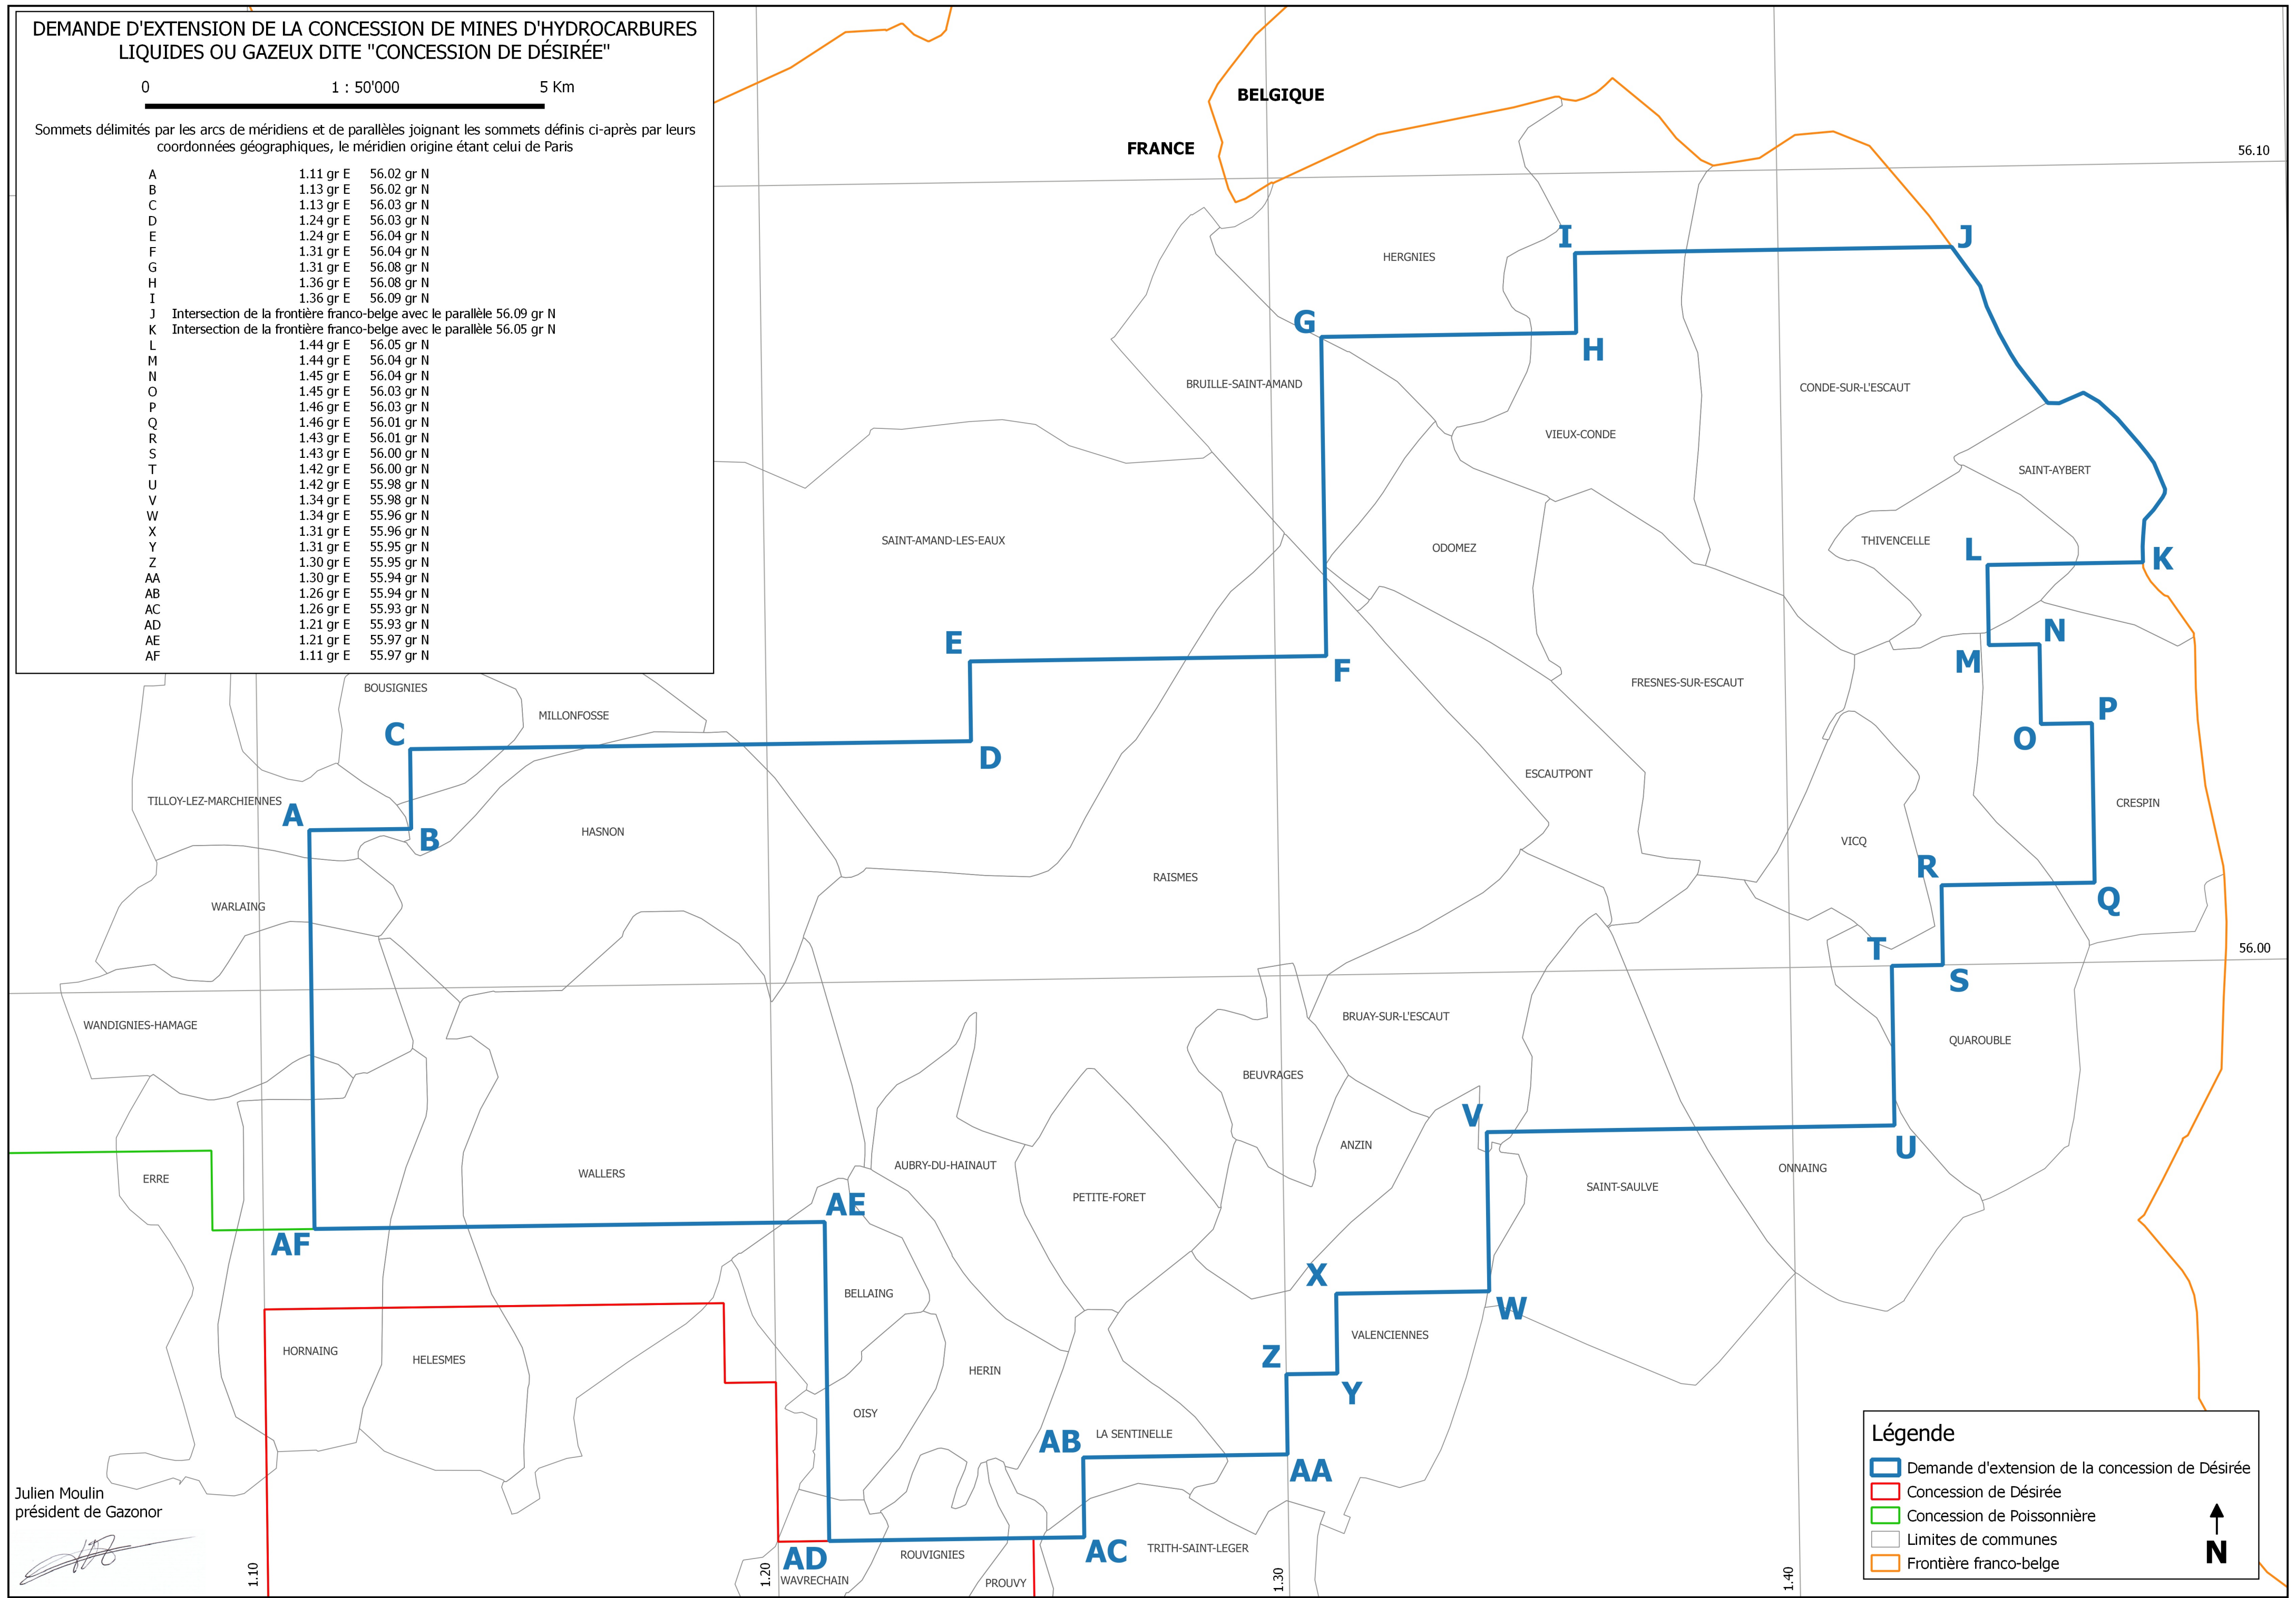 DEMANDE D'EXTENSION DE LA CONCESSION DE MINES D'HYDROCARBURES
LIQUIDES OU GAZEUX DITE "CONCESSION DE DÉSIRÉE"
0 1 : 50'000 5 Km
Sommets délimités par les arcs de méridiens et de parallèles joignant les sommets définis ci-après par leurs
coordonnées géographiques, le méridien origine étant celui de Paris
A 1.11 gr E 56.02 gr N
B 1.13 gr E 56.02 gr N
C 1.13 gr E 56.03 gr N
D 1.24 gr E 56.03 gr N
E 1.24 gr E 56.04 gr N
F 1.31 gr E 56.04 gr N
G 1.31 gr E 56.08 gr N
H 1.36 gr E 56.08 gr N
I 1.36 gr E 56.09 gr N
J Intersection de la frontière franco-belge avec le parallèle 56.09 gr N
K Intersection de la frontière franco-belge avec le parallèle 56.05 gr N
L 1.44 gr E 56.05 gr N
M 1.44 gr E 56.04 gr N
N 1.45 gr E 56.04 gr N
O 1.45 gr E 56.03 gr N
P 1.46 gr E 56.03 gr N
Q 1.46 gr E 56.01 gr N
R 1.43 gr E 56.01 gr N
S 1.43 gr E 56.00 gr N
T 1.42 gr E 56.00 gr N
U 1.42 gr E 55.98 gr N
V 1.34 gr E 55.98 gr N
W 1.34 gr E 55.96 gr N
X 1.31 gr E 55.96 gr N
Y 1.31 gr E 55.95 gr N
Z 1.30 gr E 55.95 gr N
AA 1.30 gr E 55.94 gr N
AB 1.26 gr E 55.94 gr N
AC 1.26 gr E 55.93 gr N
AD 1.21 gr E 55.93 gr N
AE 1.21 gr E 55.97 gr N
AF 1.11 gr E 55.97 gr N
BELGIQUE
FRANCE
56.10
I
J
HERGNIES
G
H
BRUILLE-SAINT-AMAND
CONDE-SUR-L'ESCAUT
VIEUX-CONDE
SAINT-AYBERT
SAINT-AMAND-LES-EAUX
THIVENCELLE
ODOMEZ
L
K
N
E
M
F
FRESNES-SUR-ESCAUT
BOUSIGNIES
MILLONFOSSE
P
C
O
D
ESCAUTPONT
TILLOY-LEZ-MARCHIENNES
CRESPIN
A
B
HASNON
VICQ
R
RAISMES
Q
WARLAING
T
56.00
S
WANDIGNIES-HAMAGE
BRUAY-SUR-L'ESCAUT
QUAROUBLE
BEUVRAGES
V
ANZIN
U
AUBRY-DU-HAINAUT
ONNAING
ERRE
WALLERS
SAINT-SAULVE
PETITE-FORET
AE
AF
X
BELLAING
W
VALENCIENNES
HORNAING
HELESMES
Z
HERIN
Y
OISY
LA SENTINELLE
AB
AA
AC
AD
TRITH-SAINT-LEGER
ROUVIGNIES
WAVRECHAIN
PROUVY
1.10
1.20
1.30
1.40
Julien Moulin
président de Gazonor
Légende
Demande d'extension de la concession de Désirée
Concession de Désirée
Concession de Poissonnière
Limites de communes
Frontière franco-belge
N